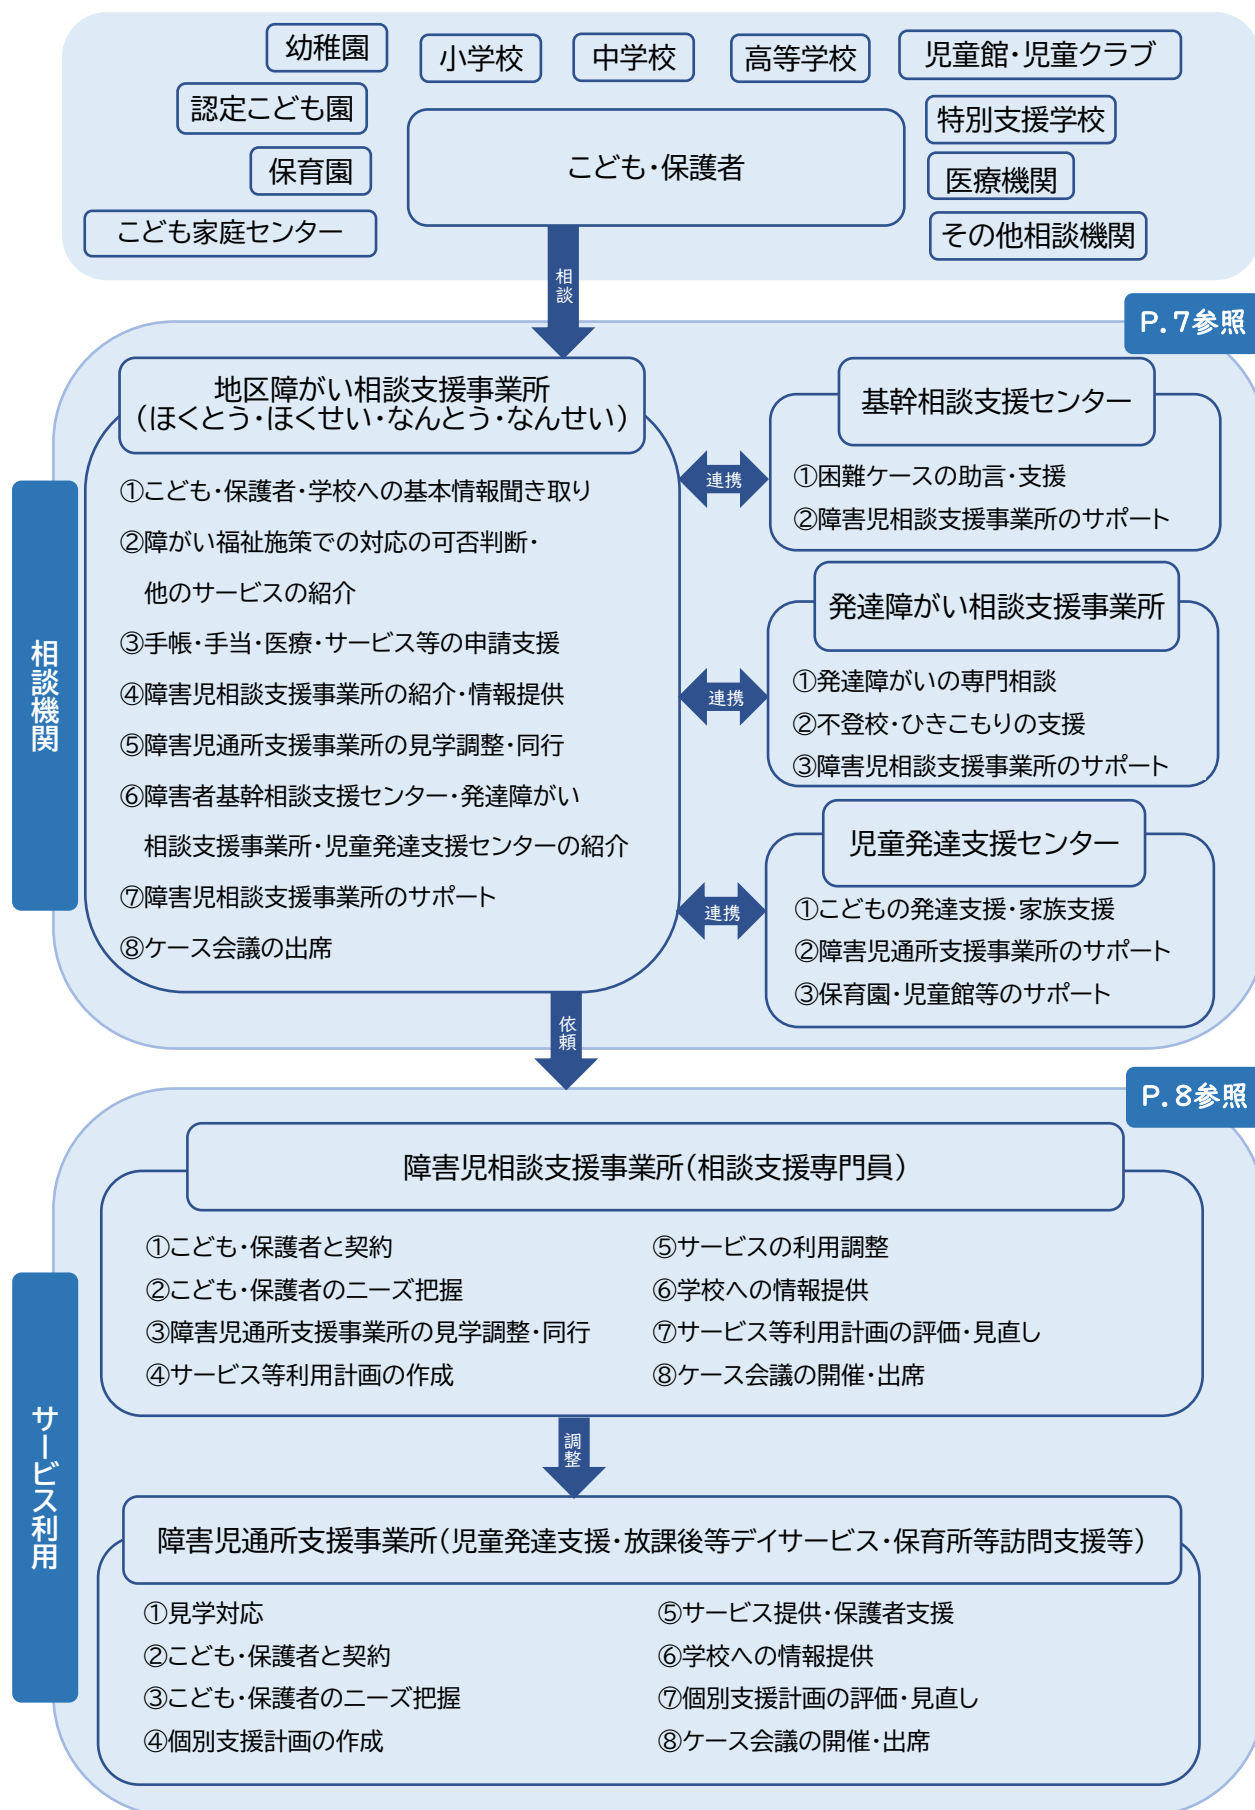 幼稚園
小学校
中学校
高等学校
児童館・児童クラブ
認定こども園
特別支援学校
保育園
こども・保護者
医療機関
こども家庭センター
その他相談機関
相談
P.7参照
相談機関
地区障がい相談支援事業所
（ほくとう・ほくせい・なんとう・なんせい）
①こども・保護者・学校への基本情報聞き取り
②障がい福祉施策での対応の可否判断・
他のサービスの紹介
③手帳・手当・医療・サービス等の申請支援
④障害児相談支援事業所の紹介・情報提供
⑤障害児通所支援事業所の見学調整・同行
⑥障害者基幹相談支援センター・発達障がい
相談支援事業所・児童発達支援センターの紹介
⑦障害児相談支援事業所のサポート
⑧ケース会議の出席
連携
基幹相談支援センター
①困難ケースの助言・支援
②障害児相談支援事業所のサポート
連携
発達障がい相談支援事業所
①発達障がいの専門相談
②不登校・ひきこもりの支援
③障害児相談支援事業所のサポート
連携
児童発達支援センター
①こどもの発達支援・家族支援
②障害児通所支援事業所のサポート
③保育園・児童館等のサポート
依頼
P.8参照
サービス利用
障害児相談支援事業所（相談支援専門員）
①こども・保護者と契約
②こども・保護者のニーズ把握
③障害児通所支援事業所の見学調整・同行
④サービス等利用計画の作成
⑤サービスの利用調整
⑥学校への情報提供
⑦サービス等利用計画の評価・見直し
⑧ケース会議の開催・出席
調整
障害児通所支援事業所（児童発達支援・放課後等デイサービス・保育所等訪問支援等）
①見学対応
②こども・保護者と契約
③こども・保護者のニーズ把握
④個別支援計画の作成
⑤サービス提供・保護者支援
⑥学校への情報提供
⑦個別支援計画の評価・見直し
⑧ケース会議の開催・出席